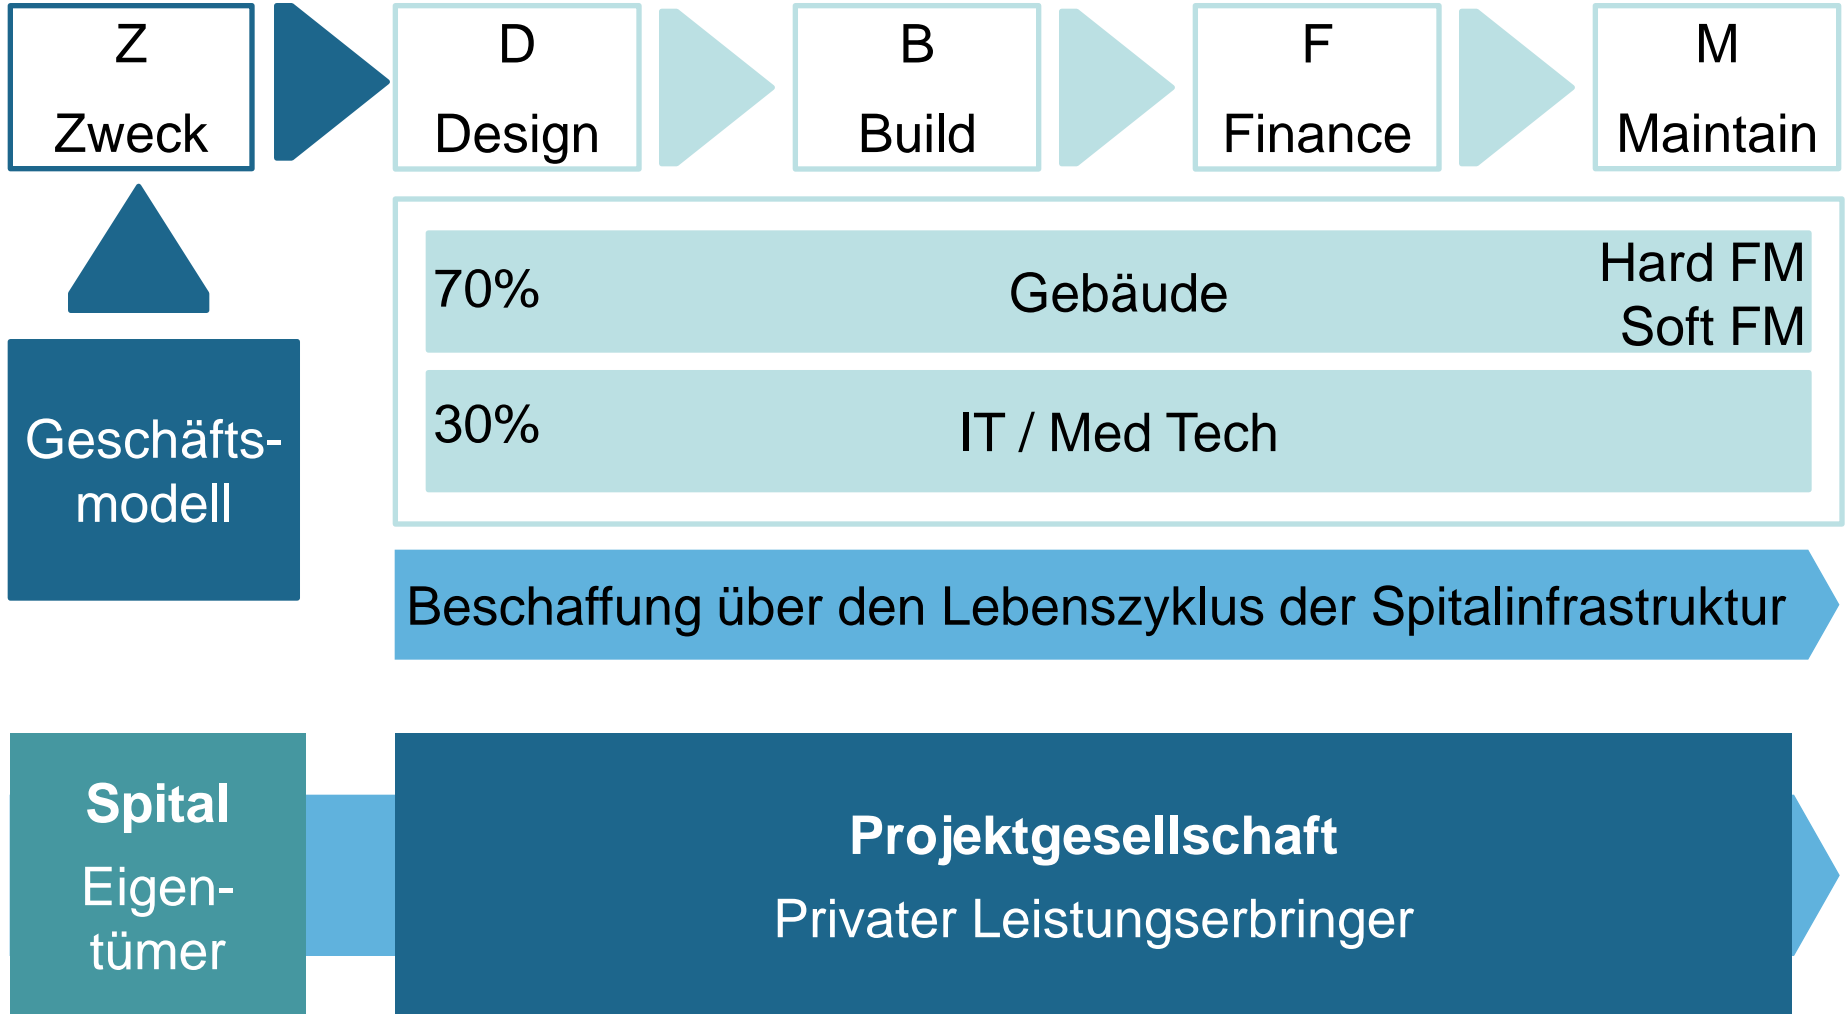 Z
Zweck
D
Design
B
Build
F
Finance
M
Maintain
70%
Gebäude
Hard FM
Soft FM
30%
IT / Med Tech
Geschäfts-
modell
Beschaffung über den Lebenszyklus der Spitalinfrastruktur
Spital
Eigen-
tümer
Projektgesellschaft
Privater Leistungserbringer